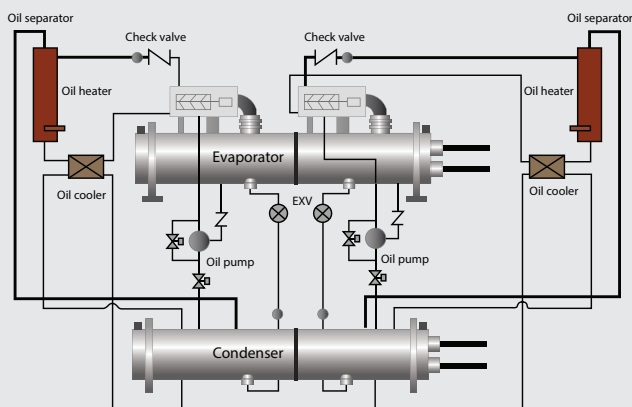 Oil separator
Oil separator
Check valve
Check valve
Oil heater
Oil heater
Evaporator
Oil cooler
Oil cooler
EXV
Oil pump
Oil pump
Condenser